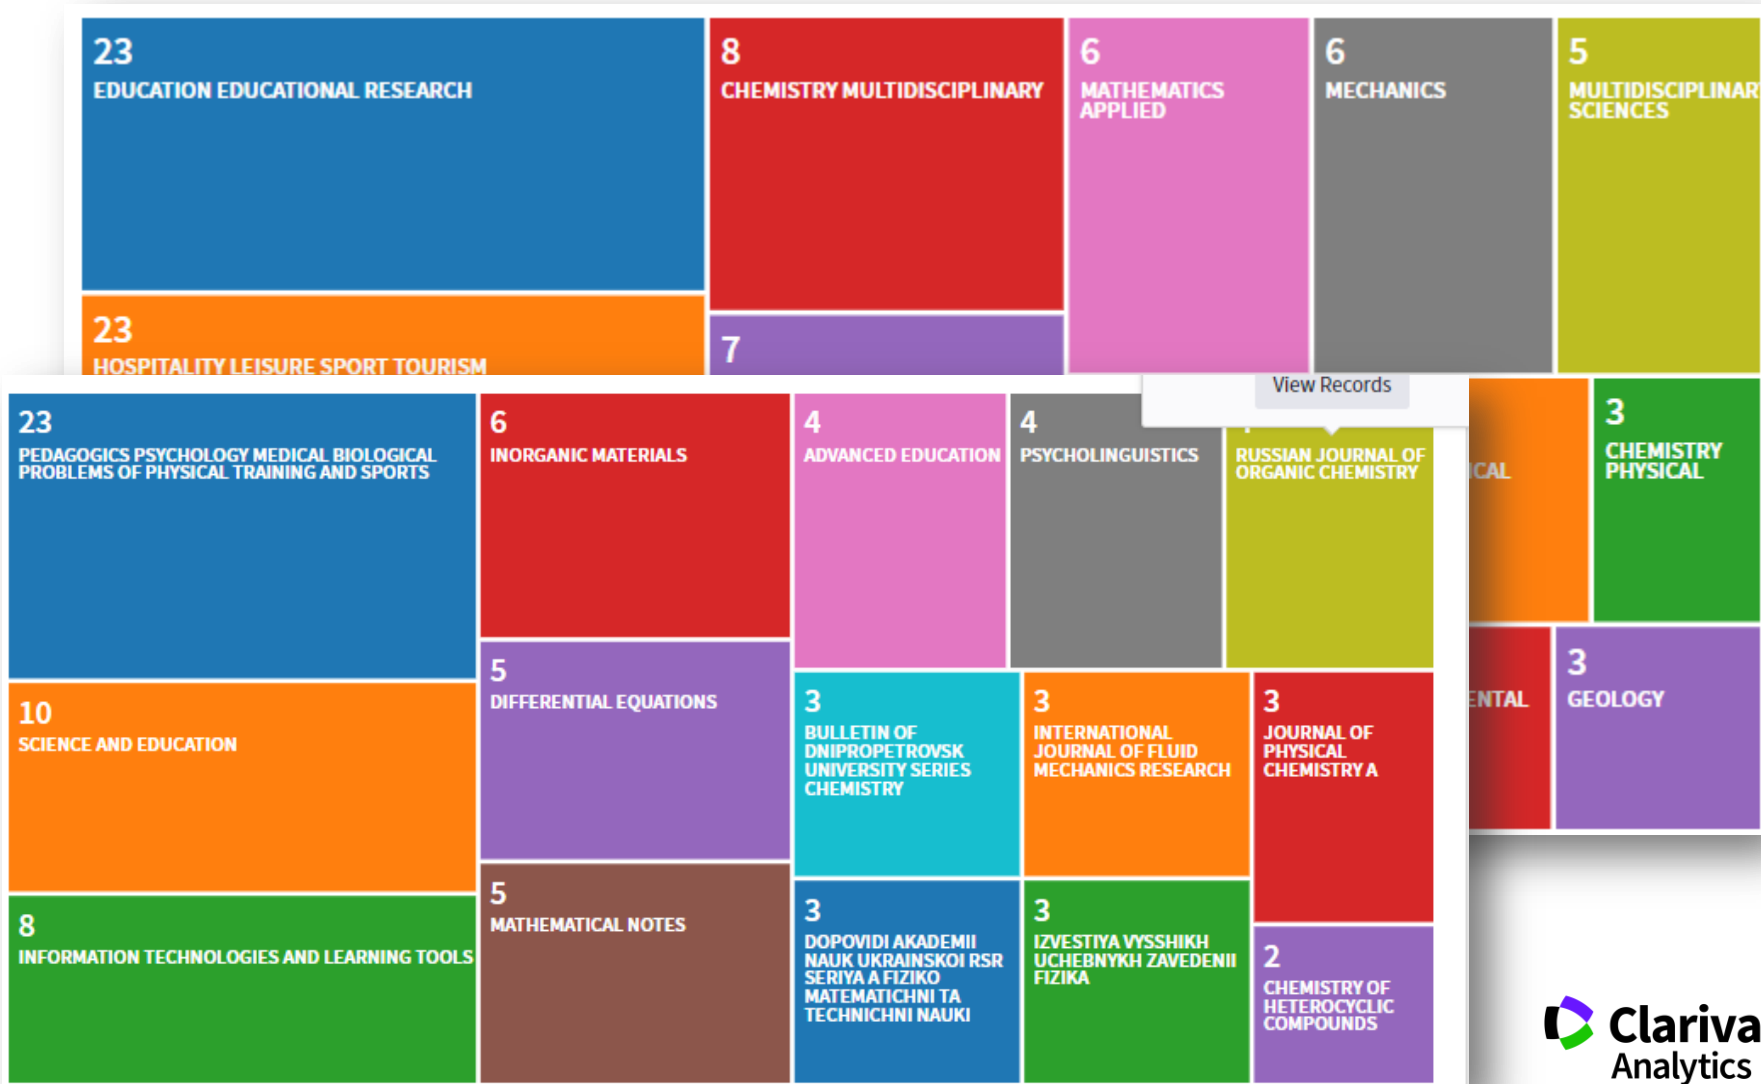 23
EDUCATION EDUCATIONAL RESEARCH
8
CHEMISTRY MULTIDISCIPLINARY
6
MATHEMATICS
APPLIED
6
MECHANICS
5
SCIENCES
23
HOSPITALITY LEISURE SPORT TOURISM
7
View Records
23
PEDAGOGICS PSYCHOLOGY MEDICAL BIOLOGICAL
PROBLEMS OF PHYSICAL TRAINING AND SPORTS
10
SCIENCE AND EDUCATION
8
INFORMATION TECHNOLOGIES AND LEARNING TOOLS
6
INORGANIC MATERIALS
5
DIFFERENTIAL EQUATIONS
5
MATHEMATICAL NOTES
4
ADVANCED EDUCATION
4
PSYCHOLINGUISTICS
RUSSIAN JOURNAL OF
ORGANIC CHEMISTRY
3
BULLETIN OF
DNIPROPETROVSK
UNIVERSITY SERIES
CHEMISTRY
3
INTERNATIONAL
JOURNAL OF FLUID
MECHANICS RESEARCH
3
JOURNAL OF
PHYSICAL
CHEMISTRY A
3
DOPOVIDI AKADEMII
NAUK UKRAINSKOI RSR
SERIYA A FIZIKO
MATEMATICHNI TA
TECHNICHNI NAUKI
3
IZVESTIYA VYSSHIKH
UCHEBNYKH ZAVEDENII
FIZIKA
2
CHEMISTRY OF
HETEROCYCLIC
COMPOUNDS
ICAL
3
CHEMISTRY
PHYSICAL
ENTAL
3
GEOLOGY
Clariva
Analytics